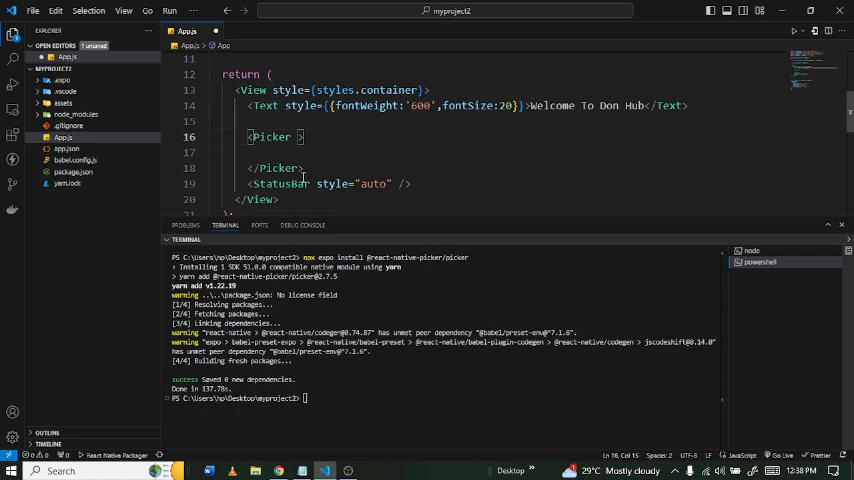 File Edit Selection View Go Run ··· myproject2
EXPLORER ···
OPEN EDITORS 1 unsaved
App.js
MYPROJECT2
.expo
.vscode
assets
node_modules
.gitignore
App.js
app.json
babel.config.js
package.json
yarn.lock
OUTLINE
TIMELINE
App.js
App.js > App
11
12 return (
13 <View style={styles.container}>
14 <Text style={{fontWeight:'600',fontSize:20}}>Welcome To Don Hub</Text>
15
16 <Picker >
17
18 </Picker>
19 <StatusBar style="auto" />
20 </View>
21 );
PROBLEMS TERMINAL PORTS DEBUG CONSOLE
TERMINAL
PS C:\Users\hp\Desktop\myproject2> npx expo install @react-native-picker/picker
› Installing 1 SDK 51.0.0 compatible native module using yarn
> yarn add @react-native-picker/picker@2.7.5
yarn add v1.22.19
warning ..\..\package.json: No license field
[1/4] Resolving packages...
[2/4] Fetching packages...
[3/4] Linking dependencies...
warning "react-native > @react-native/codegen@0.74.87" has unmet peer dependency "@babel/preset-env@^7.1.6".
warning "expo > babel-preset-expo > @react-native/babel-preset > @react-native/babel-plugin-codegen > @react-native/codegen > jscodeshift@0.14.0"
has unmet peer dependency "@babel/preset-env@^7.1.6".
[4/4] Building fresh packages...
success Saved 0 new dependencies.
Done in 137.78s.
PS C:\Users\hp\Desktop\myproject2>
node
powershell
0 0 0 React Native Packager Ln 16, Col 15 Spaces: 2 UTF-8 LF JavaScript Go Live Prettier
Search Desktop 29°C Mostly cloudy 12:38 PM